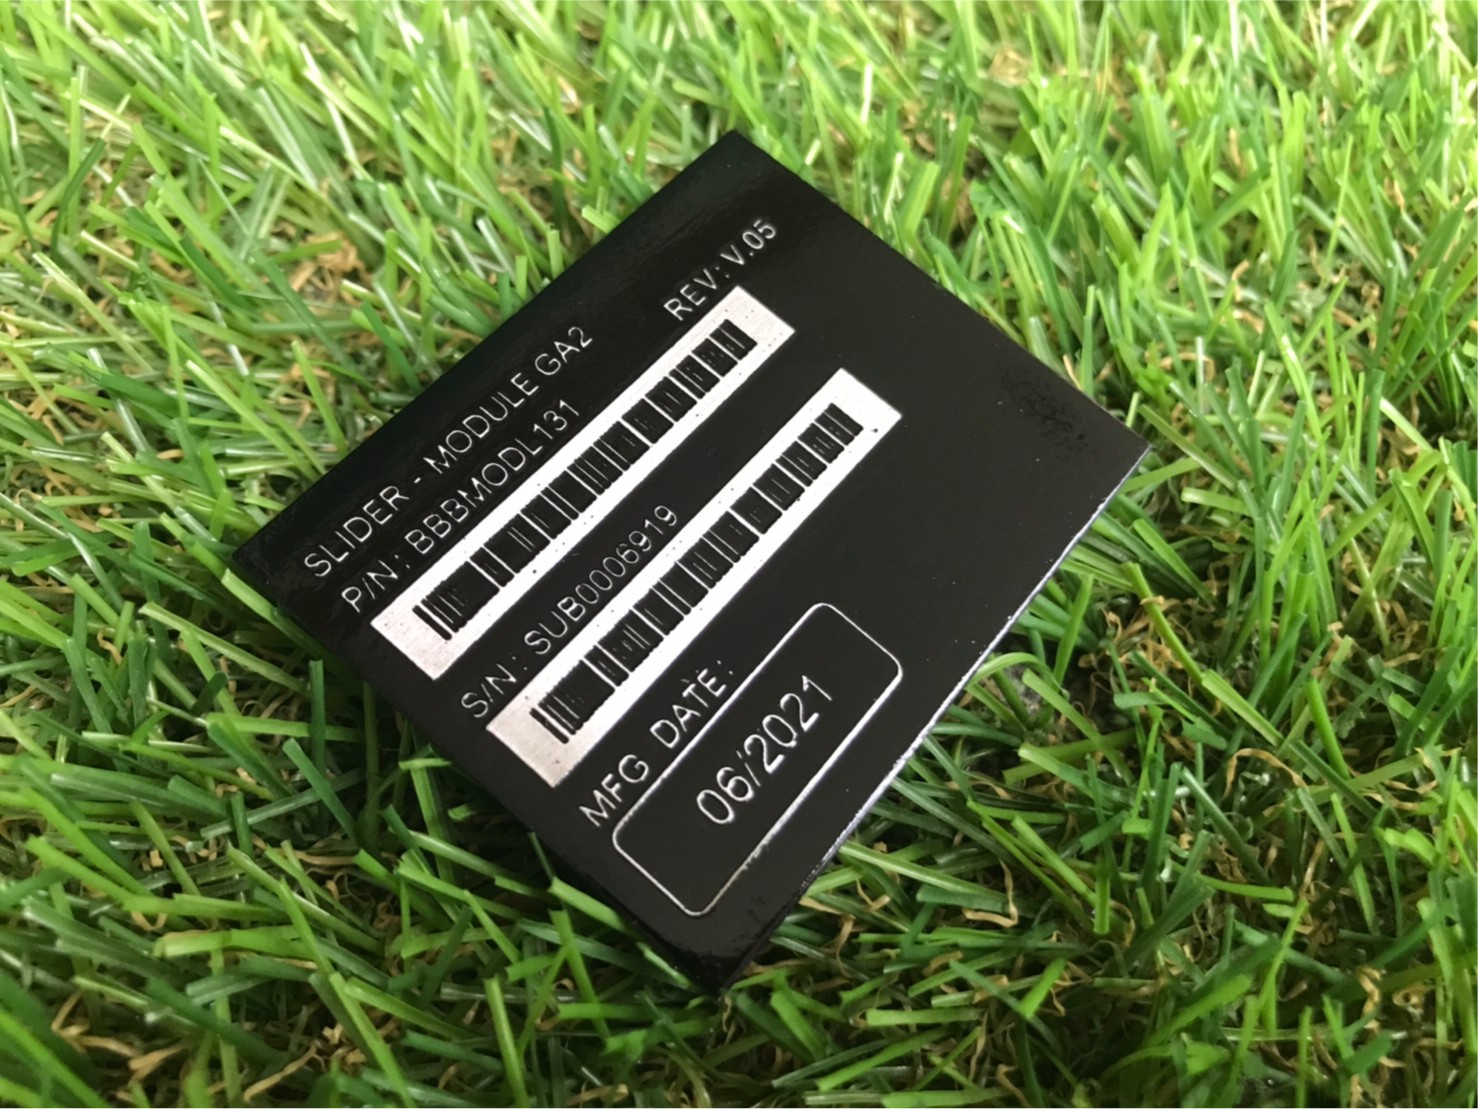 SLIDER - MODULE GA2 REV: V.05
P/N: BBBMODL131
S/N: SUB0006919
MFG DATE:
06/2021